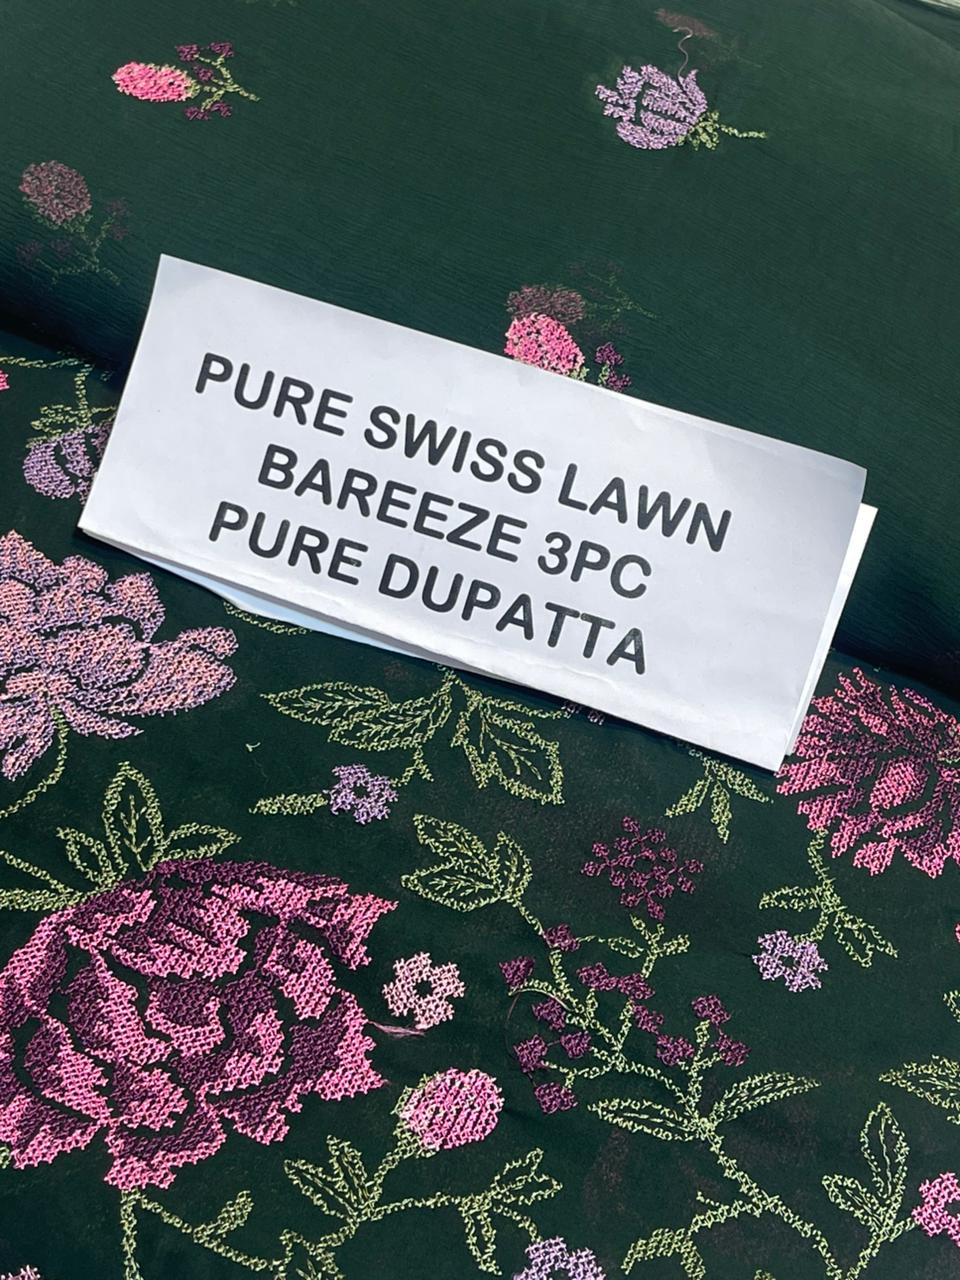 PURE SWISS LAWN
BAREEZE 3PC
PURE DUPATTA